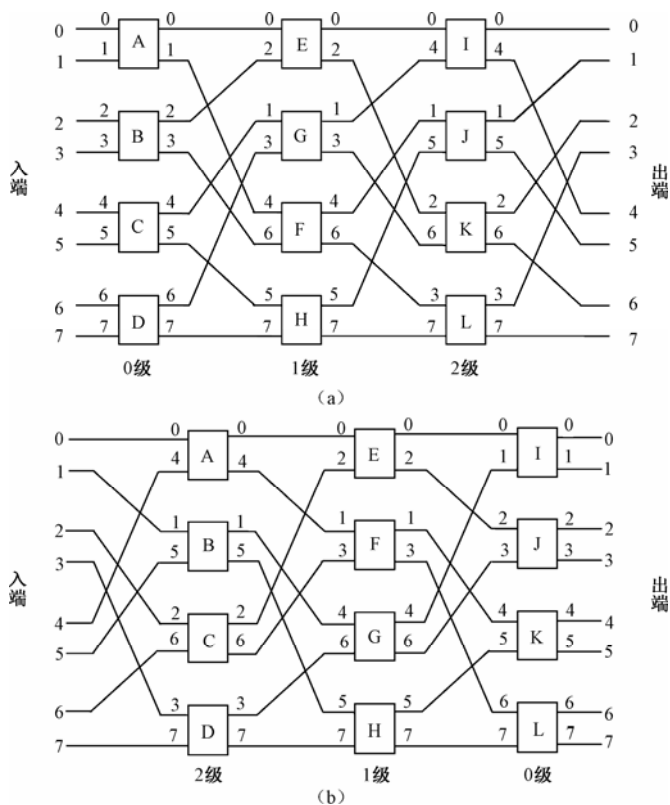 0 0 0 0 0 0 0 0
A E I
1 1 1 2 2 4 4 1
2 2 2 1 1 1 1 2
B G J
3 3 3 3 3 5 5 3
入端 出端
4 4 4 4 4 2 2 4
C F K
5 5 5 6 6 6 6 5
6 6 6 5 5 3 3 6
D H L
7 7 7 7 7 7 7 7
0级 1级 2级
（a）
0 0 0 0 0 0 0 0
A E I
1 4 4 2 2 1 1 1
2 1 1 1 1 2 2 2
B F J
3 5 5 3 3 3 3 3
入端 出端
4 2 2 4 4 4 4 4
C G K
5 6 6 6 6 5 5 5
6 3 3 5 5 6 6 6
D H L
7 7 7 7 7 7 7 7
2级 1级 0级
（b）